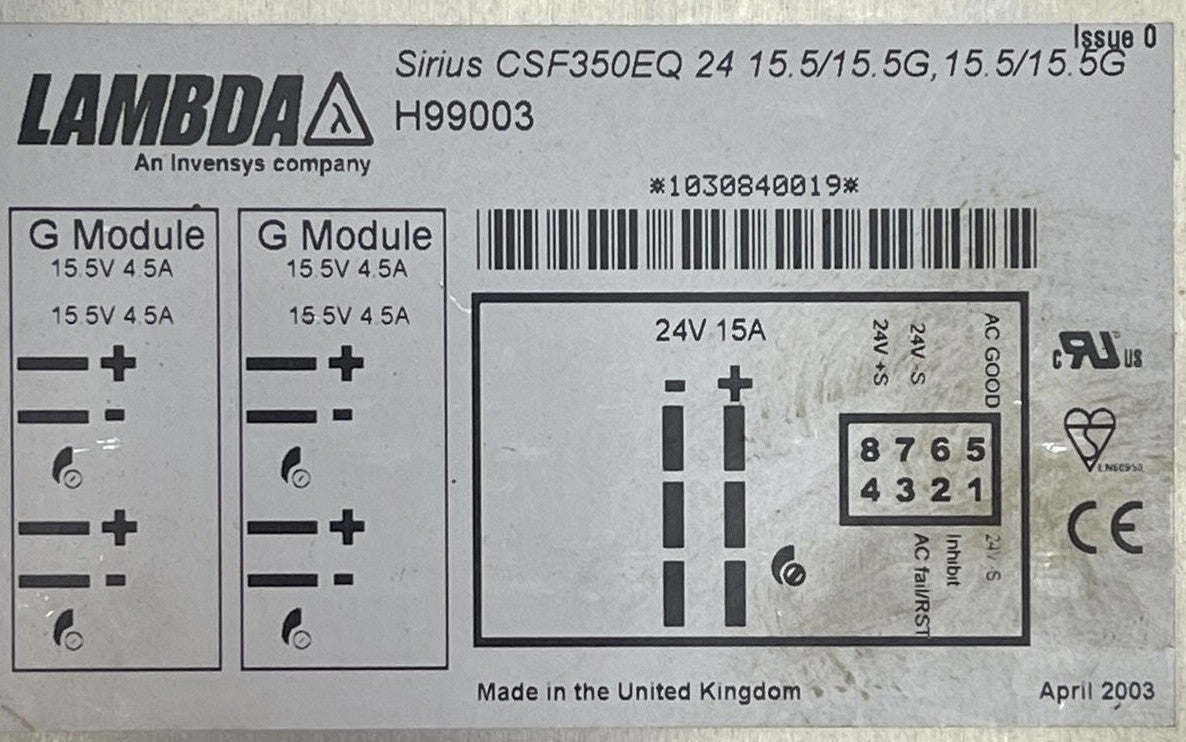 Issue 0
Sirius CSF350EQ 24 15.5/15.5G,15.5/15.5G
LAMBDA λ
H99003
An Invensys company
*1030840019*
G Module
15.5V 4.5A
15.5V 4.5A
+
-
+
-
G Module
15.5V 4.5A
15.5V 4.5A
+
-
+
-
24V 15A
- +
24V +S
24V -S
AC GOOD
8 7 6 5
4 3 2 1
AC fail/RST
Inhibit
24V -S
c RU US
EN60950
CE
Made in the United Kingdom
April 2003